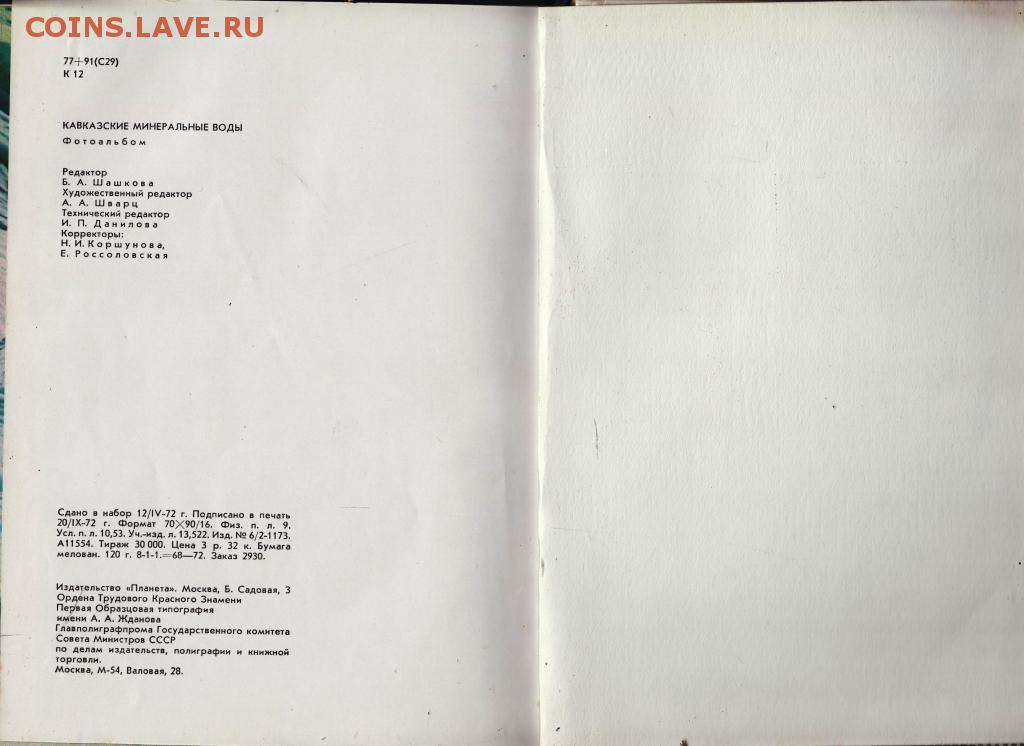 COINS.LAVE.RU
77+91(С29)
К 12
КАВКАЗСКИЕ МИНЕРАЛЬНЫЕ ВОДЫ
Фотоальбом
Редактор
Б. А. Шашкова
Художественный редактор
А. А. Шварц
Технический редактор
И. П. Данилова
Корректоры:
Н. И. Коршунова,
Е. Россоловская
Сдано в набор 12/IV-72 г. Подписано в печать
20/IX-72 г. Формат 70×90/16. Физ. п. л. 9.
Усл. п. л. 10,53. Уч.-изд. л. 13,522. Изд. № 6/2-1173.
А11554. Тираж 30 000. Цена 3 р. 32 к. Бумага
мелован. 120 г. 8-1-1.=68—72. Заказ 2930.
Издательство «Планета». Москва, Б. Садовая, 3
Ордена Трудового Красного Знамени
Первая Образцовая типография
имени А. А. Жданова
Главполиграфпрома Государственного комитета
Совета Министров СССР
по делам издательств, полиграфии и книжной
торговли.
Москва, М-54, Валовая, 28.